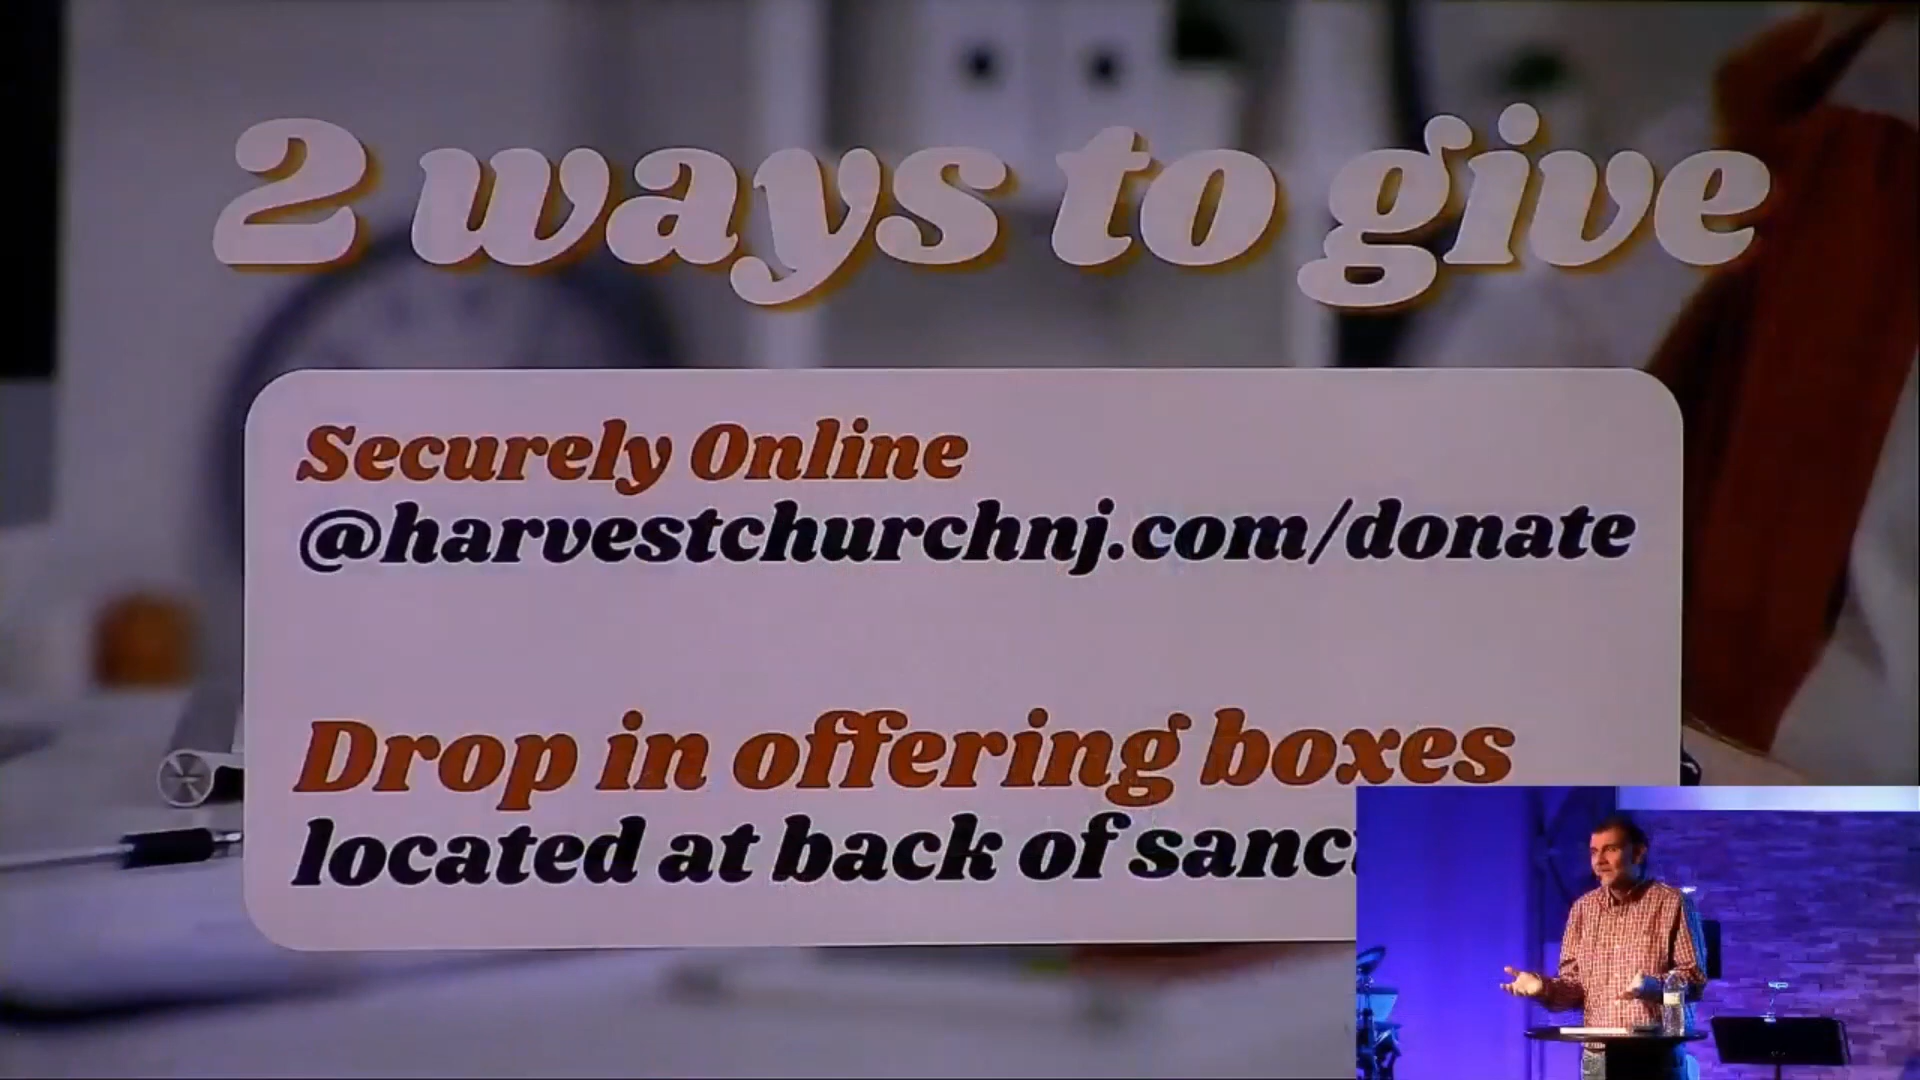 2 ways to give
Securely Online
@harvestchurchnj.com/donate
Drop in offering boxes
located at back of